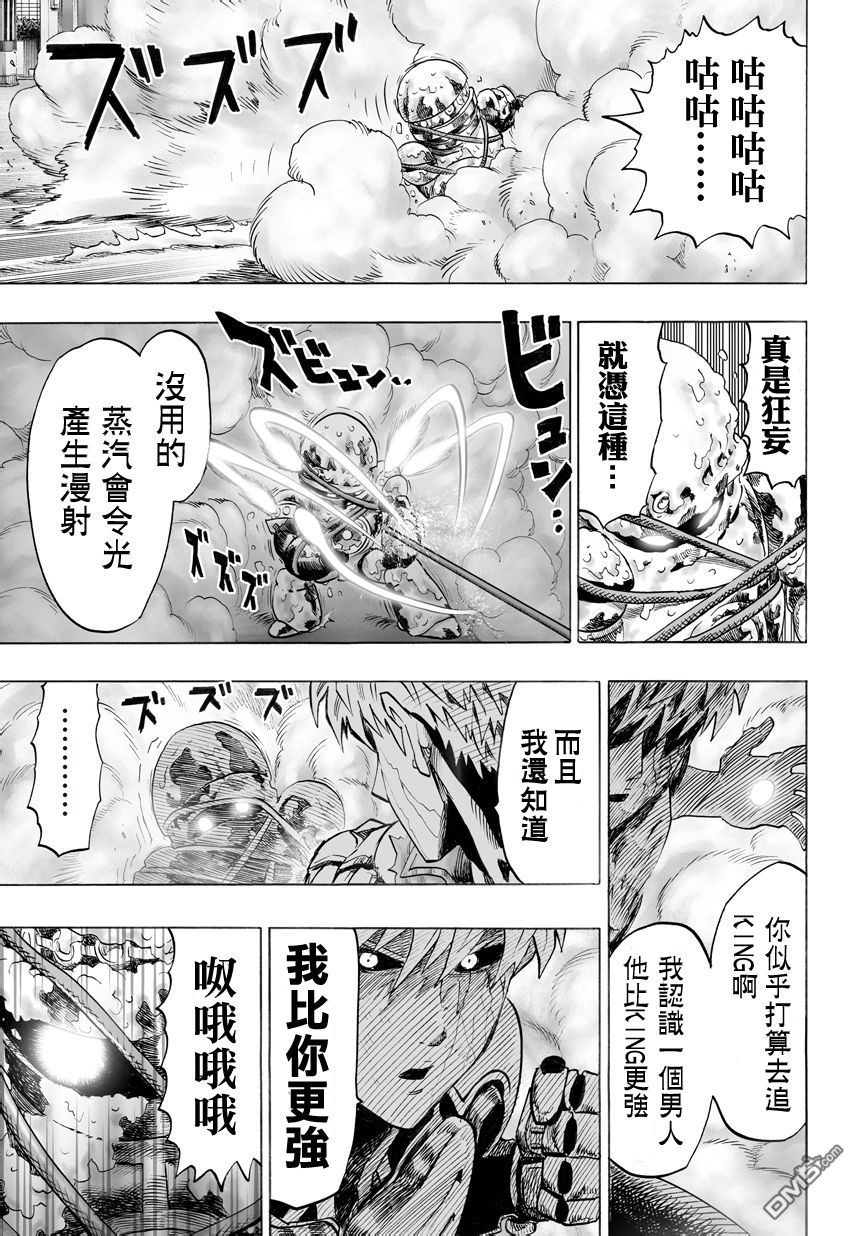 咕咕咕咕
咕咕……
ズズズ
真是狂妄
就憑這種…
ビュン…
ズビュン…
沒用的
蒸汽會令光
產生漫射
ズズズ
你似乎打算去追
KING啊
我認識一個男人
他比KING更強
而且
我還知道
ズズズ
………
我比你更強
呶哦哦哦
DM5.com